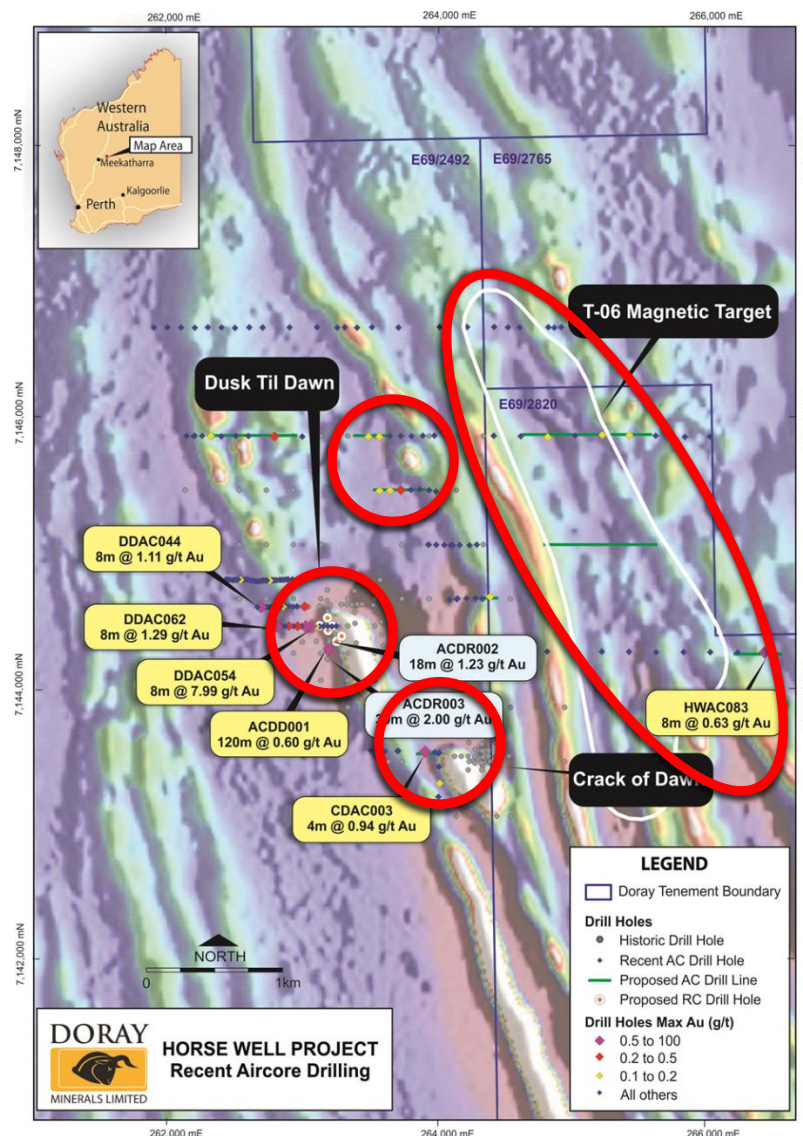 262,000 mE
264,000 mE
266,000 mE
Western
Australia
Map Area
Meekatharra
Kalgoorlie
Perth
7,148,000 mN
E69/2492
E69/2765
T-06 Magnetic Target
Dusk Til Dawn
E69/2820
7,146,000 mN
DDAC044
8m @ 1.11 g/t Au
DDAC062
8m @ 1.29 g/t Au
DDAC054
8m @ 7.99 g/t Au
ACDD001
120m @ 0.60 g/t Au
ACDR002
18m @ 1.23 g/t Au
ACDR003
m @ 2.00 g/t Au
7,144,000 mN
HWAC083
8m @ 0.63 g/t Au
Crack of Dawn
CDAC003
4m @ 0.94 g/t Au
7,142,000 mN
NORTH
0
1km
LEGEND
Doray Tenement Boundary
Drill Holes
Historic Drill Hole
Recent AC Drill Hole
Proposed AC Drill Line
Proposed RC Drill Hole
Drill Holes Max Au (g/t)
0.5 to 100
0.2 to 0.5
0.1 to 0.2
All others
DORAY
MINERALS LIMITED
HORSE WELL PROJECT
Recent Aircore Drilling
262,000 mE
264,000 mE
266,000 mE